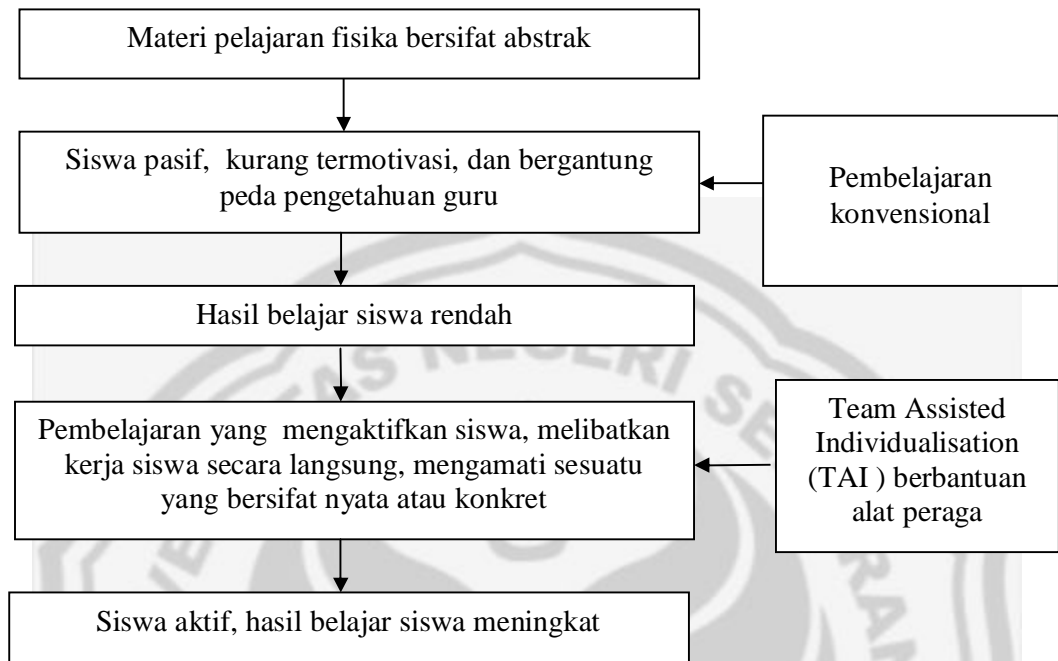 Materi pelajaran fisika bersifat abstrak
Siswa pasif, kurang termotivasi, dan bergantung
peda pengetahuan guru
Pembelajaran
konvensional
Hasil belajar siswa rendah
Pembelajaran yang mengaktifkan siswa, melibatkan
kerja siswa secara langsung, mengamati sesuatu
yang bersifat nyata atau konkret
Team Assisted
Individualisation
(TAI ) berbantuan
alat peraga
Siswa aktif, hasil belajar siswa meningkat